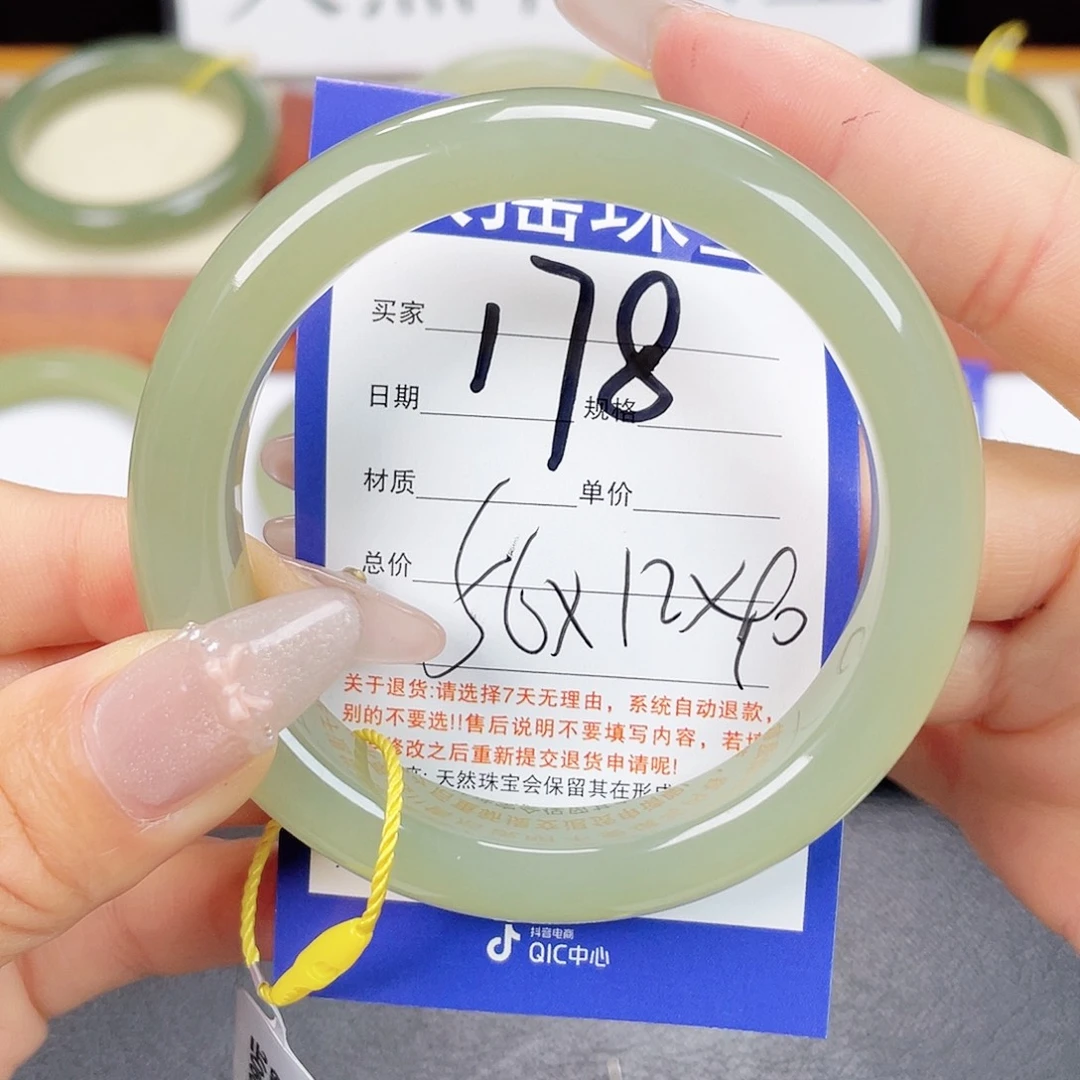 买家
178
日期 规格
材质 单价
总价
56x12x90
关于退货:请选择7天无理由，系统自动退款，
别的不要选!!售后说明不要填写内容，若
修改之后重新提交退货申请呢!
天然珠宝会保留其在形成
抖音电商
QIC中心